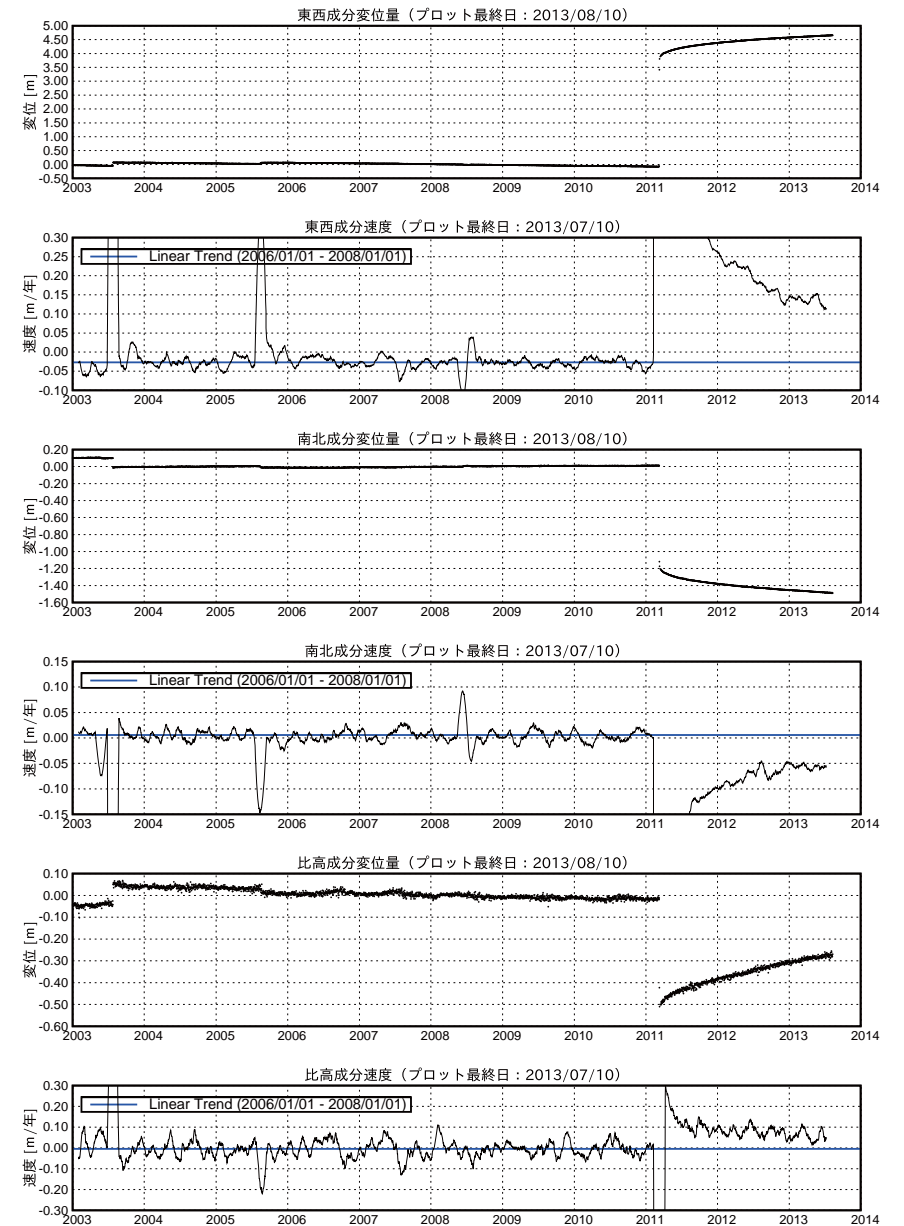 東西成分変位量（プロット最終日：2013/08/10）
変位 [m]
5.00
4.50
4.00
3.50
3.00
2.50
2.00
1.50
1.00
0.50
0.00
-0.50
2003 2004 2005 2006 2007 2008 2009 2010 2011 2012 2013 2014
東西成分速度（プロット最終日：2013/07/10）
速度 [m/年]
Linear Trend (2006/01/01 - 2008/01/01)
0.30
0.25
0.20
0.15
0.10
0.05
0.00
-0.05
-0.10
2003 2004 2005 2006 2007 2008 2009 2010 2011 2012 2013 2014
南北成分変位量（プロット最終日：2013/08/10）
変位 [m]
0.20
0.00
-0.20
-0.40
-0.60
-0.80
-1.00
-1.20
-1.40
-1.60
2003 2004 2005 2006 2007 2008 2009 2010 2011 2012 2013 2014
南北成分速度（プロット最終日：2013/07/10）
速度 [m/年]
Linear Trend (2006/01/01 - 2008/01/01)
0.15
0.10
0.05
0.00
-0.05
-0.10
-0.15
2003 2004 2005 2006 2007 2008 2009 2010 2011 2012 2013 2014
比高成分変位量（プロット最終日：2013/08/10）
変位 [m]
0.10
0.00
-0.10
-0.20
-0.30
-0.40
-0.50
-0.60
2003 2004 2005 2006 2007 2008 2009 2010 2011 2012 2013 2014
比高成分速度（プロット最終日：2013/07/10）
速度 [m/年]
Linear Trend (2006/01/01 - 2008/01/01)
0.30
0.20
0.10
0.00
-0.10
-0.20
-0.30
2003 2004 2005 2006 2007 2008 2009 2010 2011 2012 2013 2014